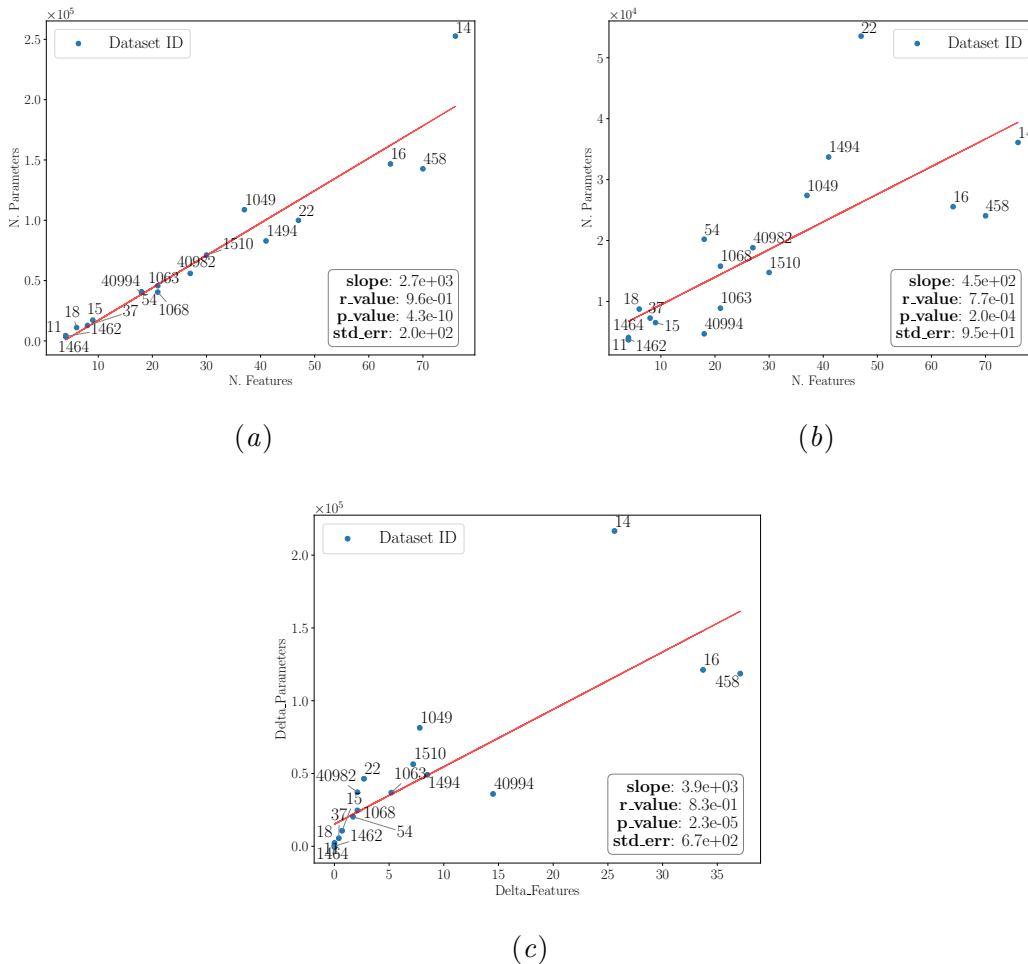 ×10⁵
Dataset ID
14
2.5
2.0
16
458
1.5
1049
22
1.0
1494
1510
40982
1063
40994
0.5
15
18
37
54
1068
11
1462
0.0
1464
slope: 2.7e+03
r_value: 9.6e-01
p_value: 4.3e-10
std_err: 2.0e+02
10 20 30 40 50 60 70
N. Features
N. Parameters
(a)
×10⁴
22
Dataset ID
5
4
1494
14
3
1049
16
458
54
40982
2
1068
1510
1063
1
18
37
15
1464
40994
11
1462
slope: 4.5e+02
r_value: 7.7e-01
p_value: 2.0e-04
std_err: 9.5e+01
10 20 30 40 50 60 70
N. Features
N. Parameters
(b)
×10⁵
Dataset ID
14
2.0
1.5
16
458
1.0
1049
1510
22
1063
40982
0.5
1494
40994
15
37
1068
18
1462
54
11
0.0
1464
slope: 3.9e+03
r_value: 8.3e-01
p_value: 2.3e-05
std_err: 6.7e+02
0 5 10 15 20 25 30 35
Delta_Features
Delta_Parameters
(c)